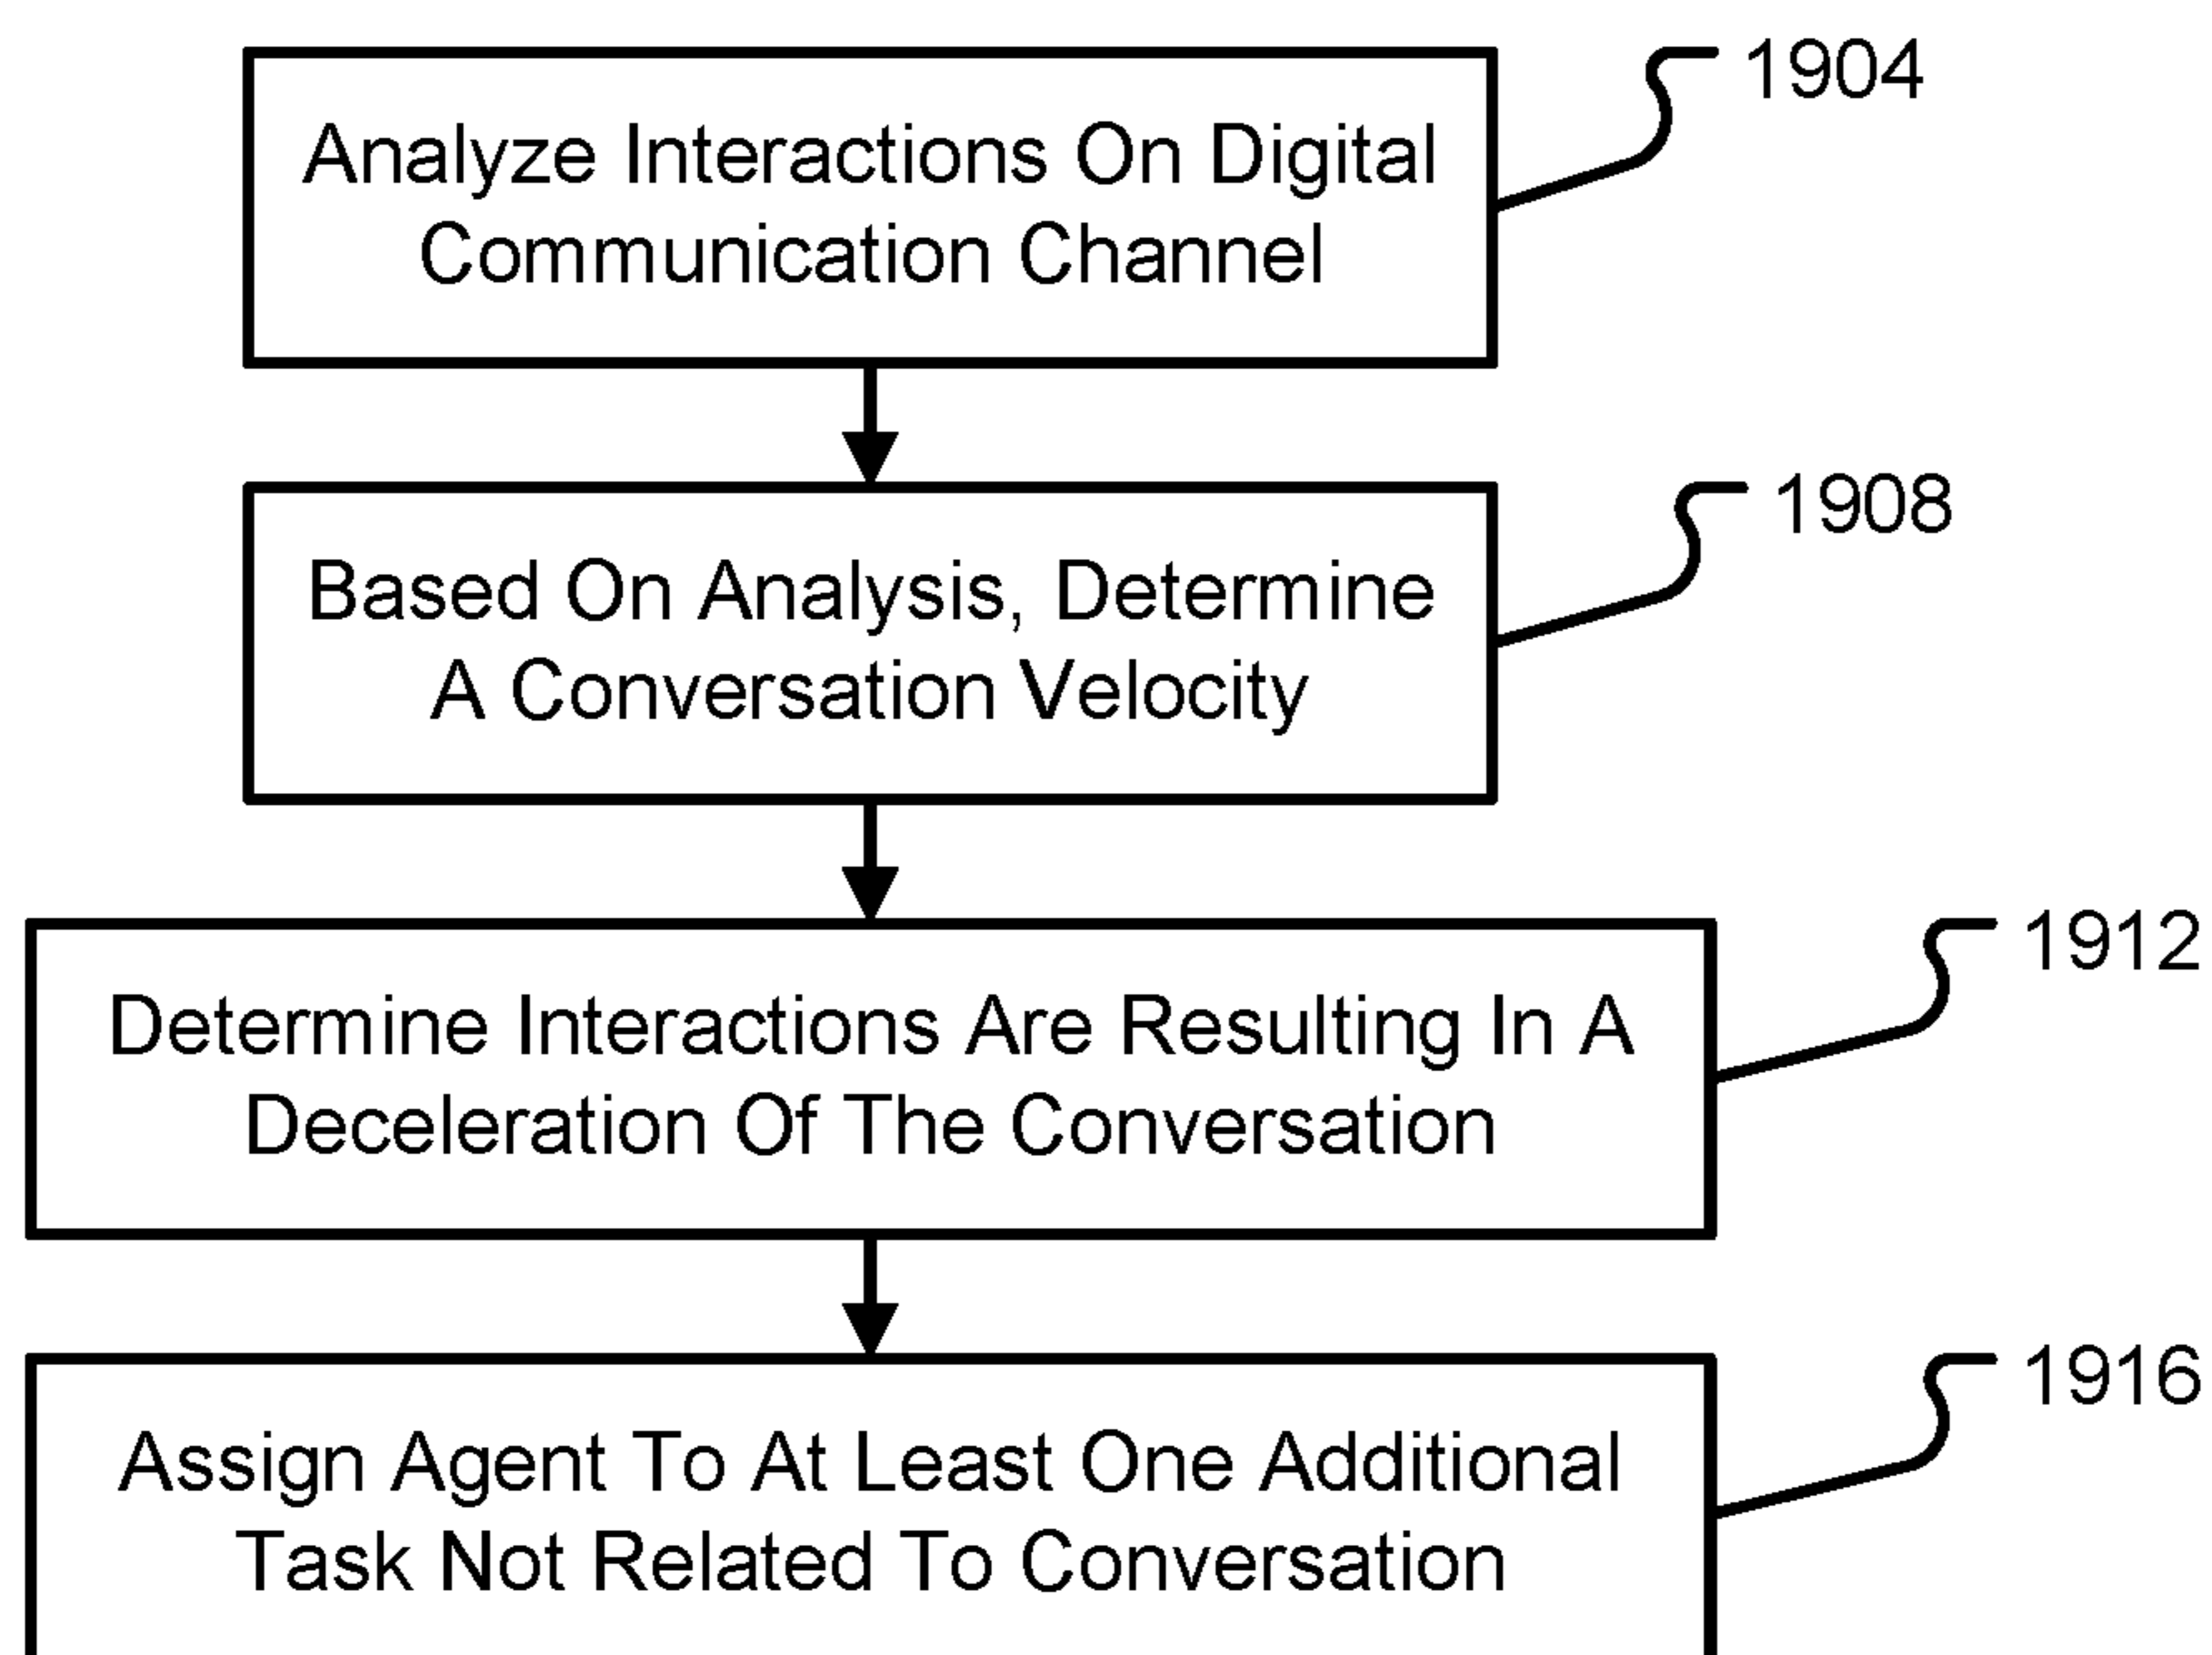 Analyze Interactions On Digital
Communication Channel
1904
Based On Analysis, Determine
A Conversation Velocity
1908
Determine Interactions Are Resulting In A
Deceleration Of The Conversation
1912
Assign Agent To At Least One Additional
Task Not Related To Conversation
1916